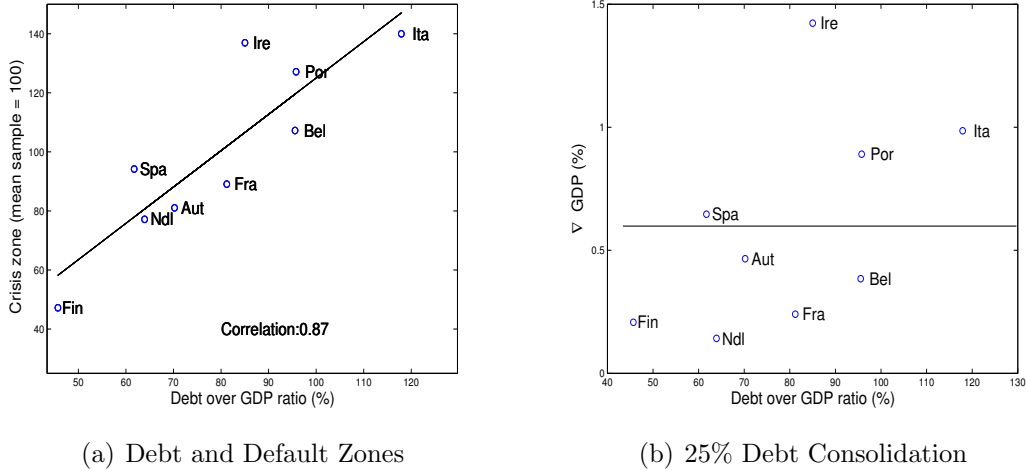 140
120
100
80
60
40
Crisis zone (mean sample = 100)
Ire
Ita
Por
Bel
Spa
Fra
Aut
Ndl
Fin
Correlation:0.87
50 60 70 80 90 100 110 120
Debt over GDP ratio (%)
(a) Debt and Default Zones
1.5
1
0.5
0
∇ GDP (%)
Ire
Ita
Por
Spa
Aut
Bel
Fra
Fin
Ndl
40 50 60 70 80 90 100 110 120 130
Debt over GDP ratio (%)
(b) 25% Debt Consolidation